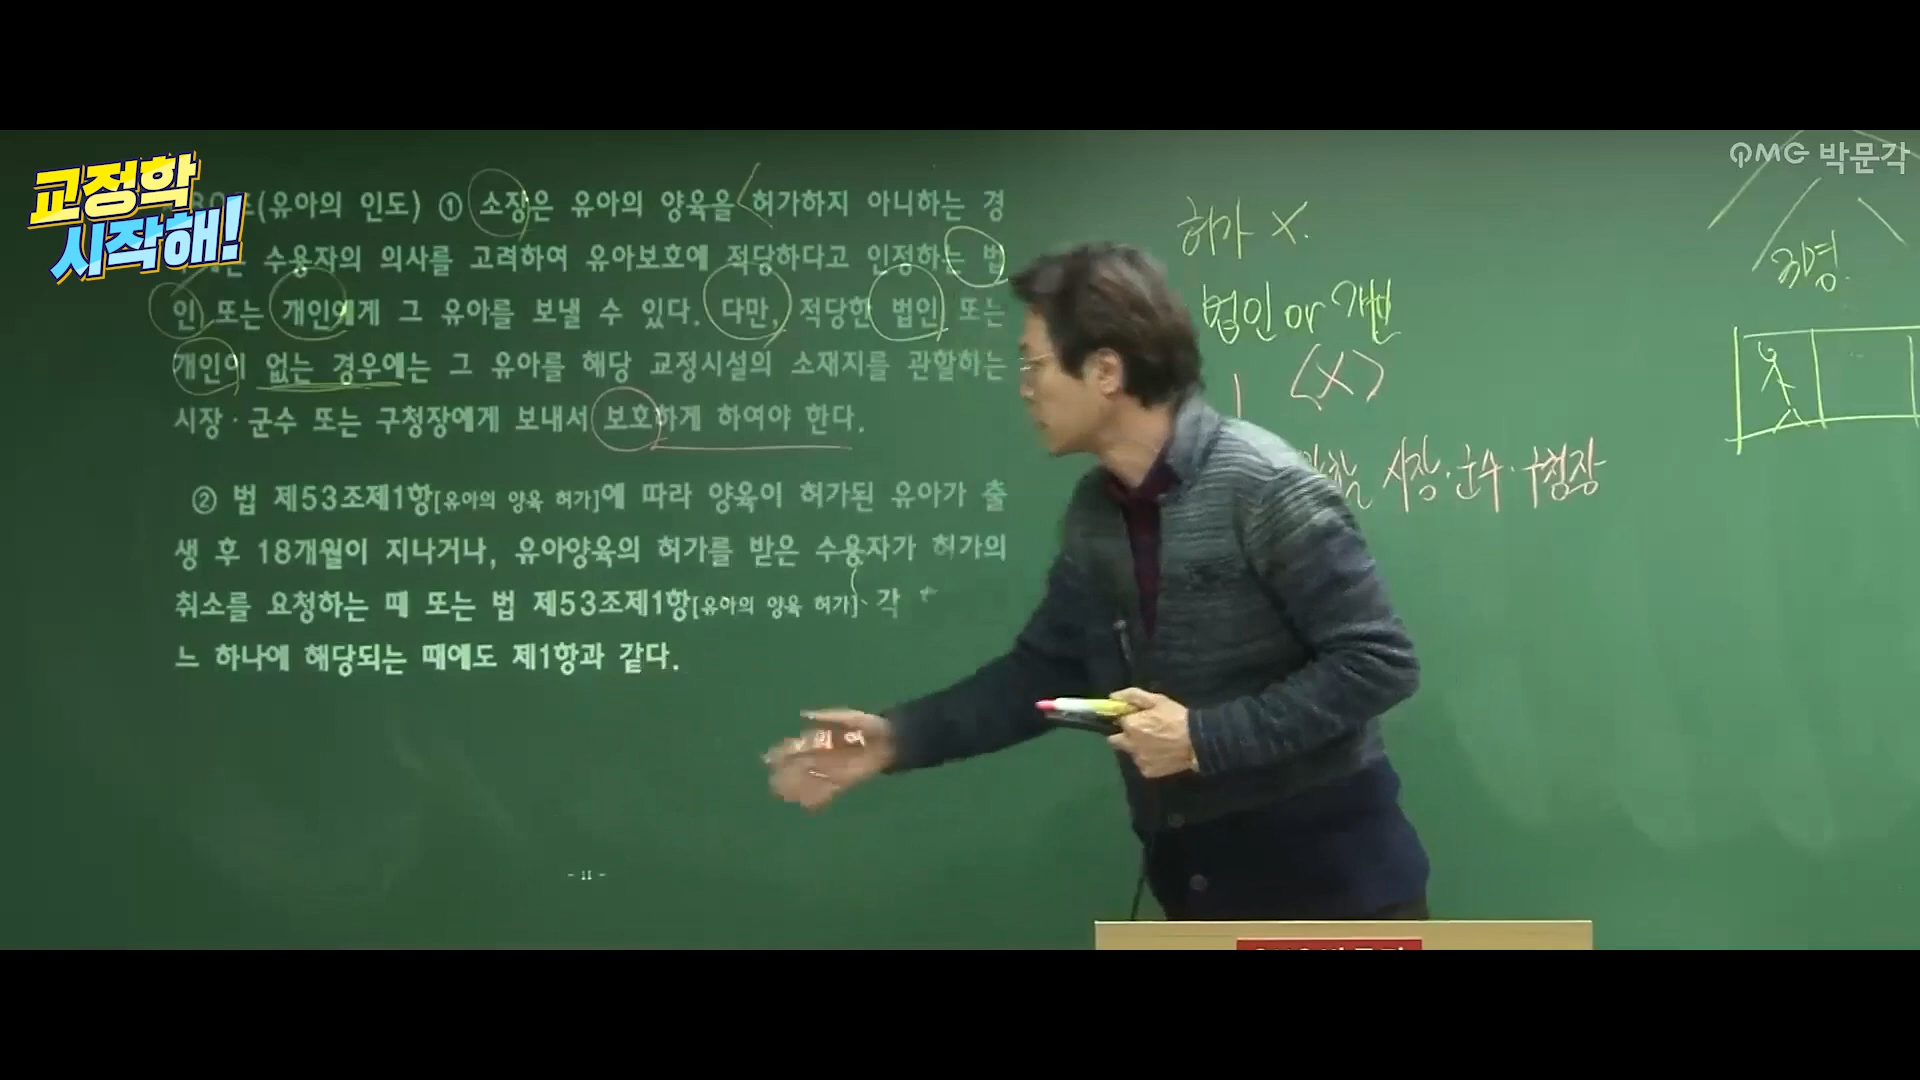 교정학
시작해!
PMG 박문각
(유아의 인도) ① 소장은 유아의 양육을 허가하지 아니하는 경
수용자의 의사를 고려하여 유아보호에 적당하다고 인정하는 법
인 또는 개인에게 그 유아를 보낼 수 있다. 다만, 적당한 법인 또는
개인이 없는 경우에는 그 유아를 해당 교정시설의 소재지를 관할하는
시장·군수 또는 구청장에게 보내서 보호하게 하여야 한다.
② 법 제53조제1항[유아의 양육 허가]에 따라 양육이 허가된 유아가 출
생 후 18개월이 지나거나, 유아양육의 허가를 받은 수용자가 허가의
취소를 요청하는 때 또는 법 제53조제1항[유아의 양육 허가] 각
느 하나에 해당되는 때에도 제1항과 같다.
- 11 -
허가 X.
법인 or 개인
(X)
시장·군수·구청장
3명.